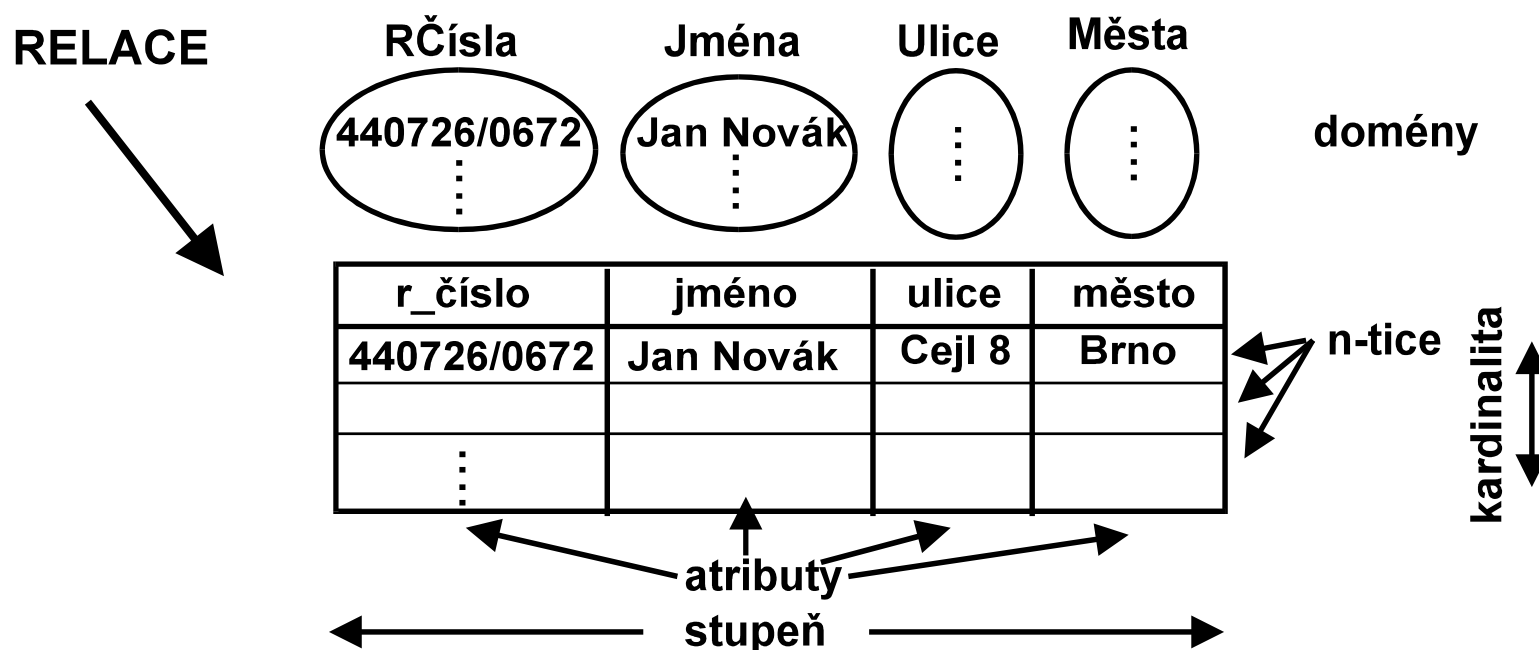 RELACE
RČísla Jména Ulice Města
440726/0672 Jan Novák
domény
r_číslo jméno ulice město
440726/0672 Jan Novák Cejl 8 Brno
n-tice
kardinalita
atributy
stupeň